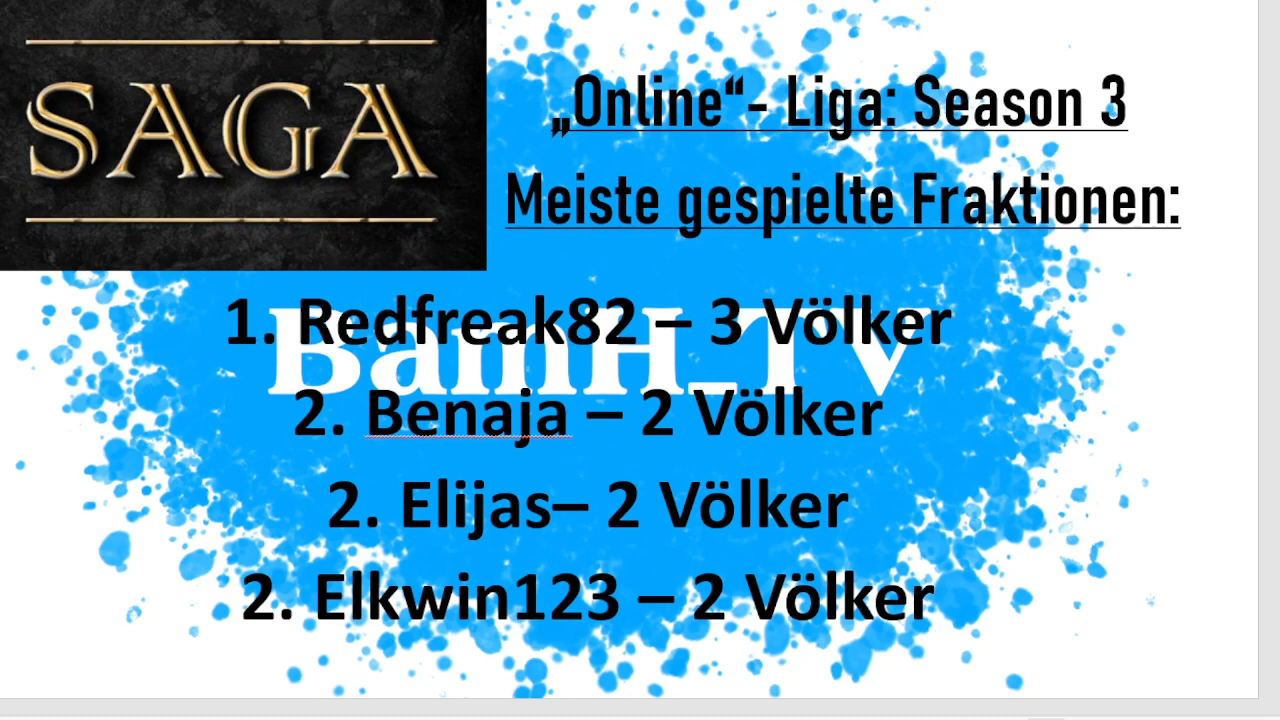 SAGA
„Online“- Liga: Season 3
Meiste gespielte Fraktionen:
BamH_TV
1. Redfreak82 – 3 Völker
2. Benaja – 2 Völker
2. Elijas– 2 Völker
2. Elkwin123 – 2 Völker